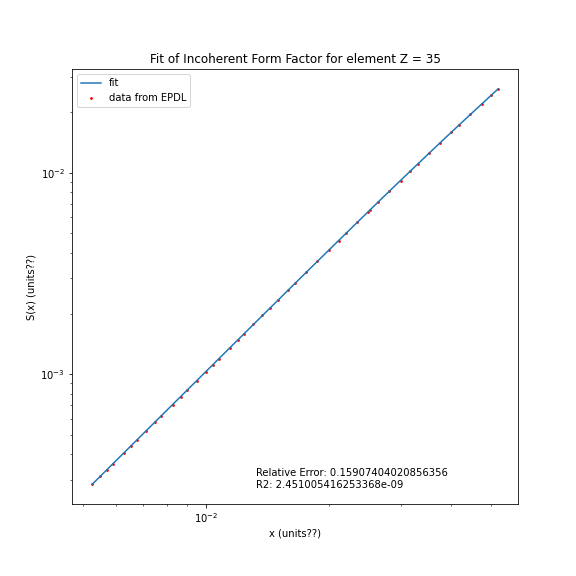 Fit of Incoherent Form Factor for element Z = 35
fit
data from EPDL
10⁻²
10⁻³
S(x) (units??)
Relative Error: 0.15907404020856356
R2: 2.451005416253368e-09
10⁻²
x (units??)